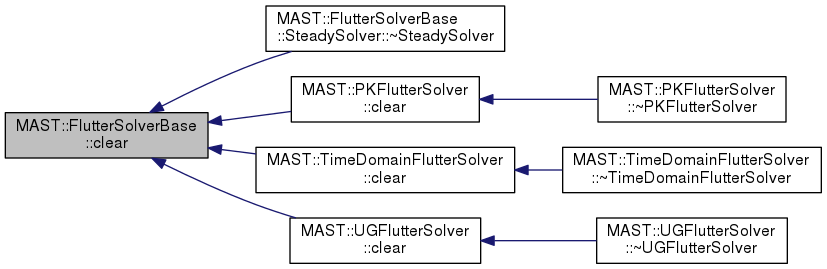 MAST::FlutterSolverBase
::clear
MAST::FlutterSolverBase
::SteadySolver::~SteadySolver
MAST::PKFlutterSolver
::clear
MAST::PKFlutterSolver
::~PKFlutterSolver
MAST::TimeDomainFlutterSolver
::clear
MAST::TimeDomainFlutterSolver
::~TimeDomainFlutterSolver
MAST::UGFlutterSolver
::clear
MAST::UGFlutterSolver
::~UGFlutterSolver